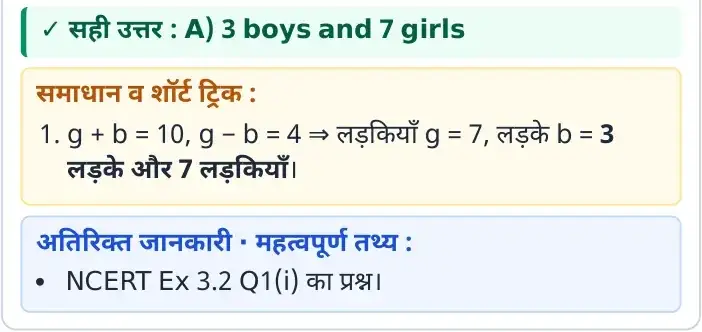 ✓ सही उत्तर : A) 3 boys and 7 girls
समाधान व शॉर्ट ट्रिक :
1. g + b = 10, g − b = 4 ⇒ लड़कियाँ g = 7, लड़के b = 3
लड़के और 7 लड़कियाँ।
अतिरिक्त जानकारी · महत्वपूर्ण तथ्य :
• NCERT Ex 3.2 Q1(i) का प्रश्न।